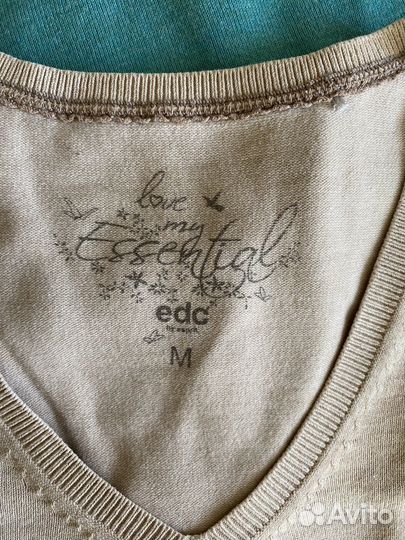 love
my
Essential
edc
by esprit
M
Avito